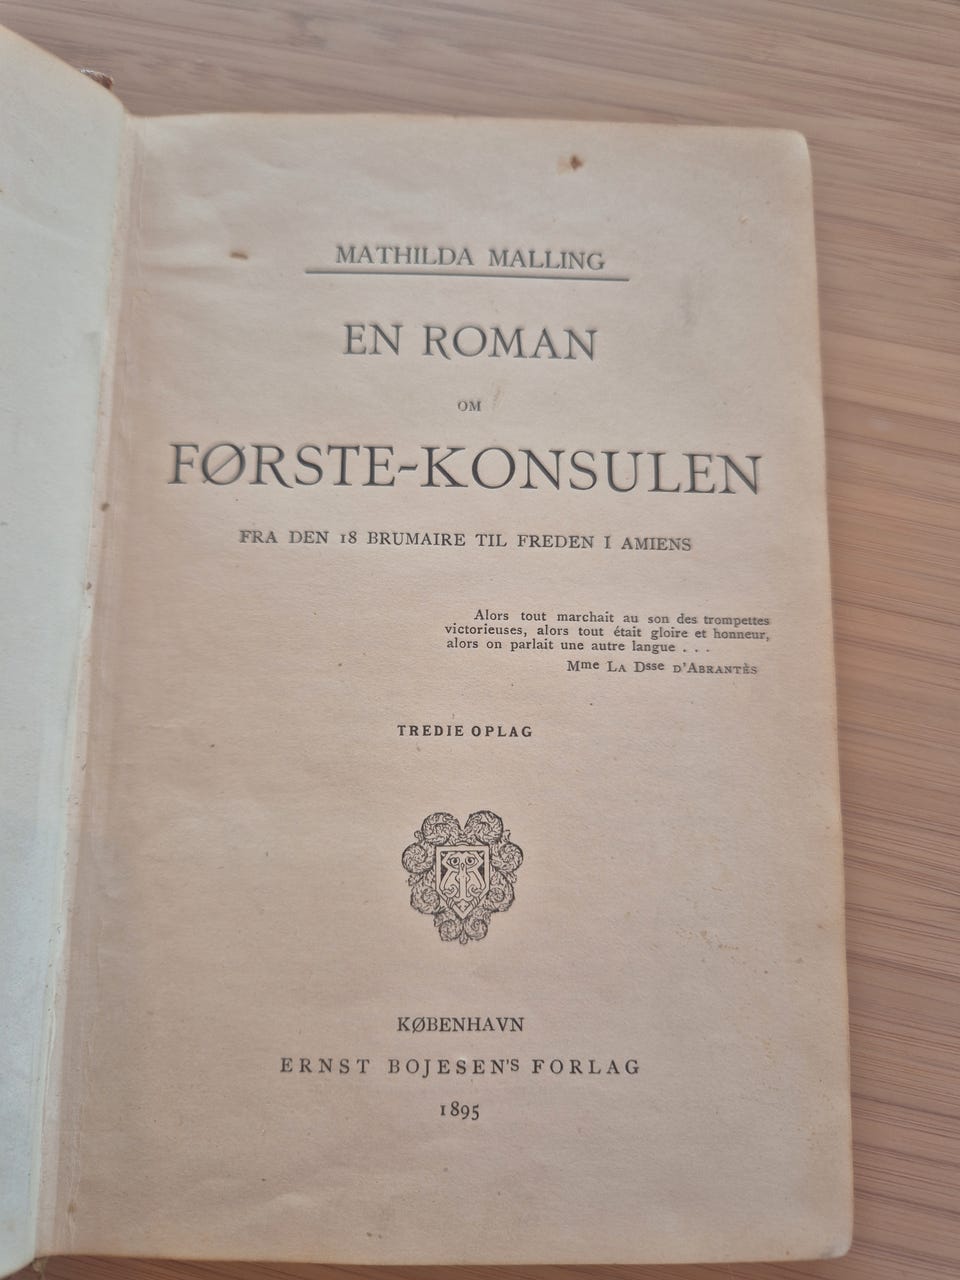 MATHILDA MALLING
EN ROMAN
OM
FØRSTE-KONSULEN
FRA DEN 18 BRUMAIRE TIL FREDEN I AMIENS
Alors tout marchait au son des trompettes
victorieuses, alors tout était gloire et honneur,
alors on parlait une autre langue . . .
Mme LA Dsse D'ABRANTÈS
TREDIE OPLAG
KØBENHAVN
ERNST BOJESEN'S FORLAG
1895